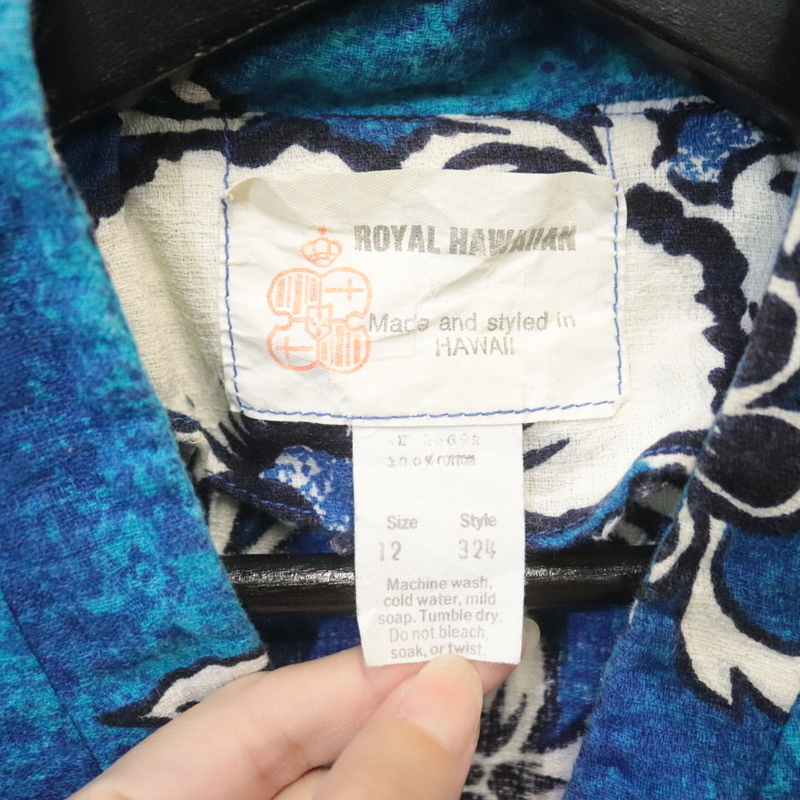 ROYAL HAWAIIAN
Made and styled in
HAWAII
100% COTTON
Size Style
12 324
Machine wash,
cold water, mild
soap. Tumble dry.
Do not bleach,
soak, or twist.